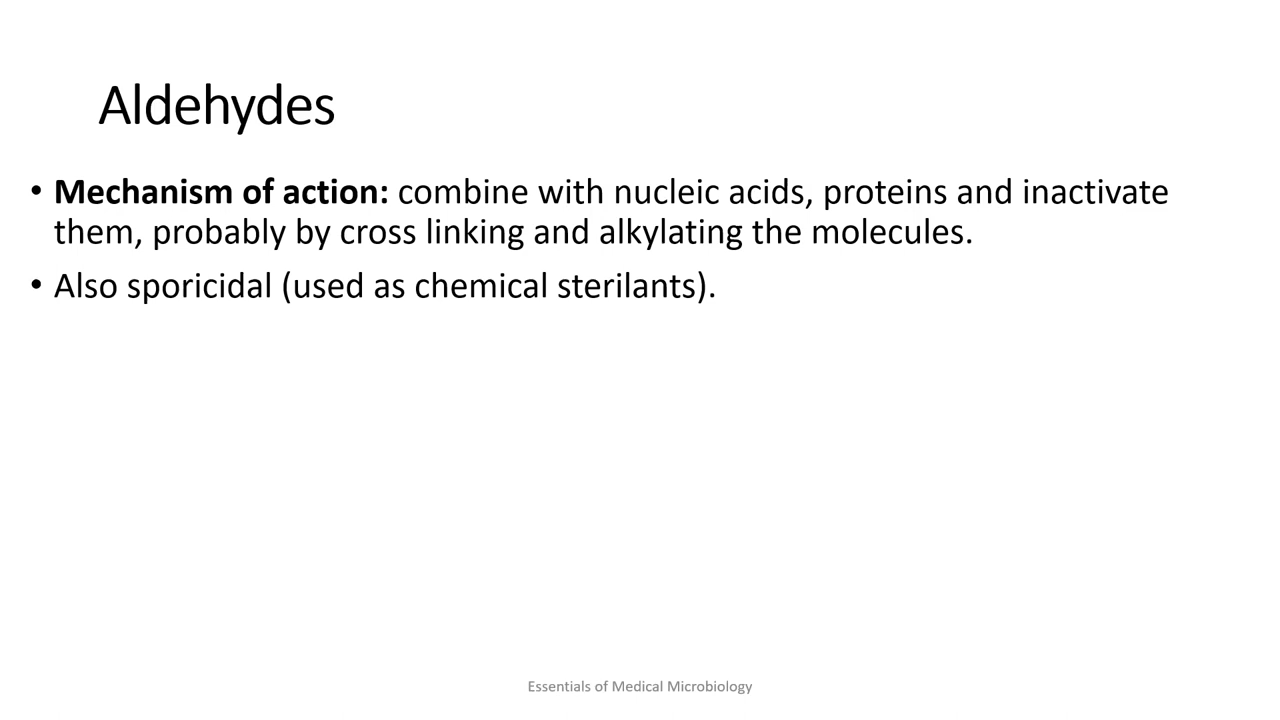 Aldehydes
• Mechanism of action: combine with nucleic acids, proteins and inactivate
them, probably by cross linking and alkylating the molecules.
• Also sporicidal (used as chemical sterilants).
Essentials of Medical Microbiology